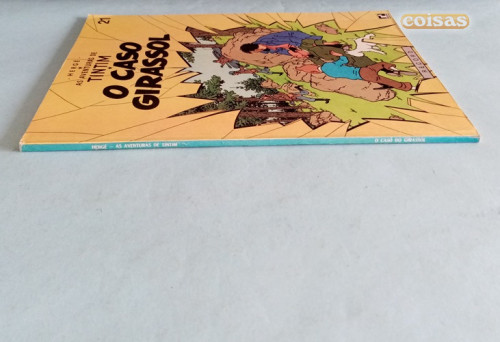 coisas
21
HERGÉ
AS AVENTURAS DE
TINTIM
O CASO
GIRASSOL
HERGÉ - AS AVENTURAS DE TINTIM
O CASO GIRASSOL